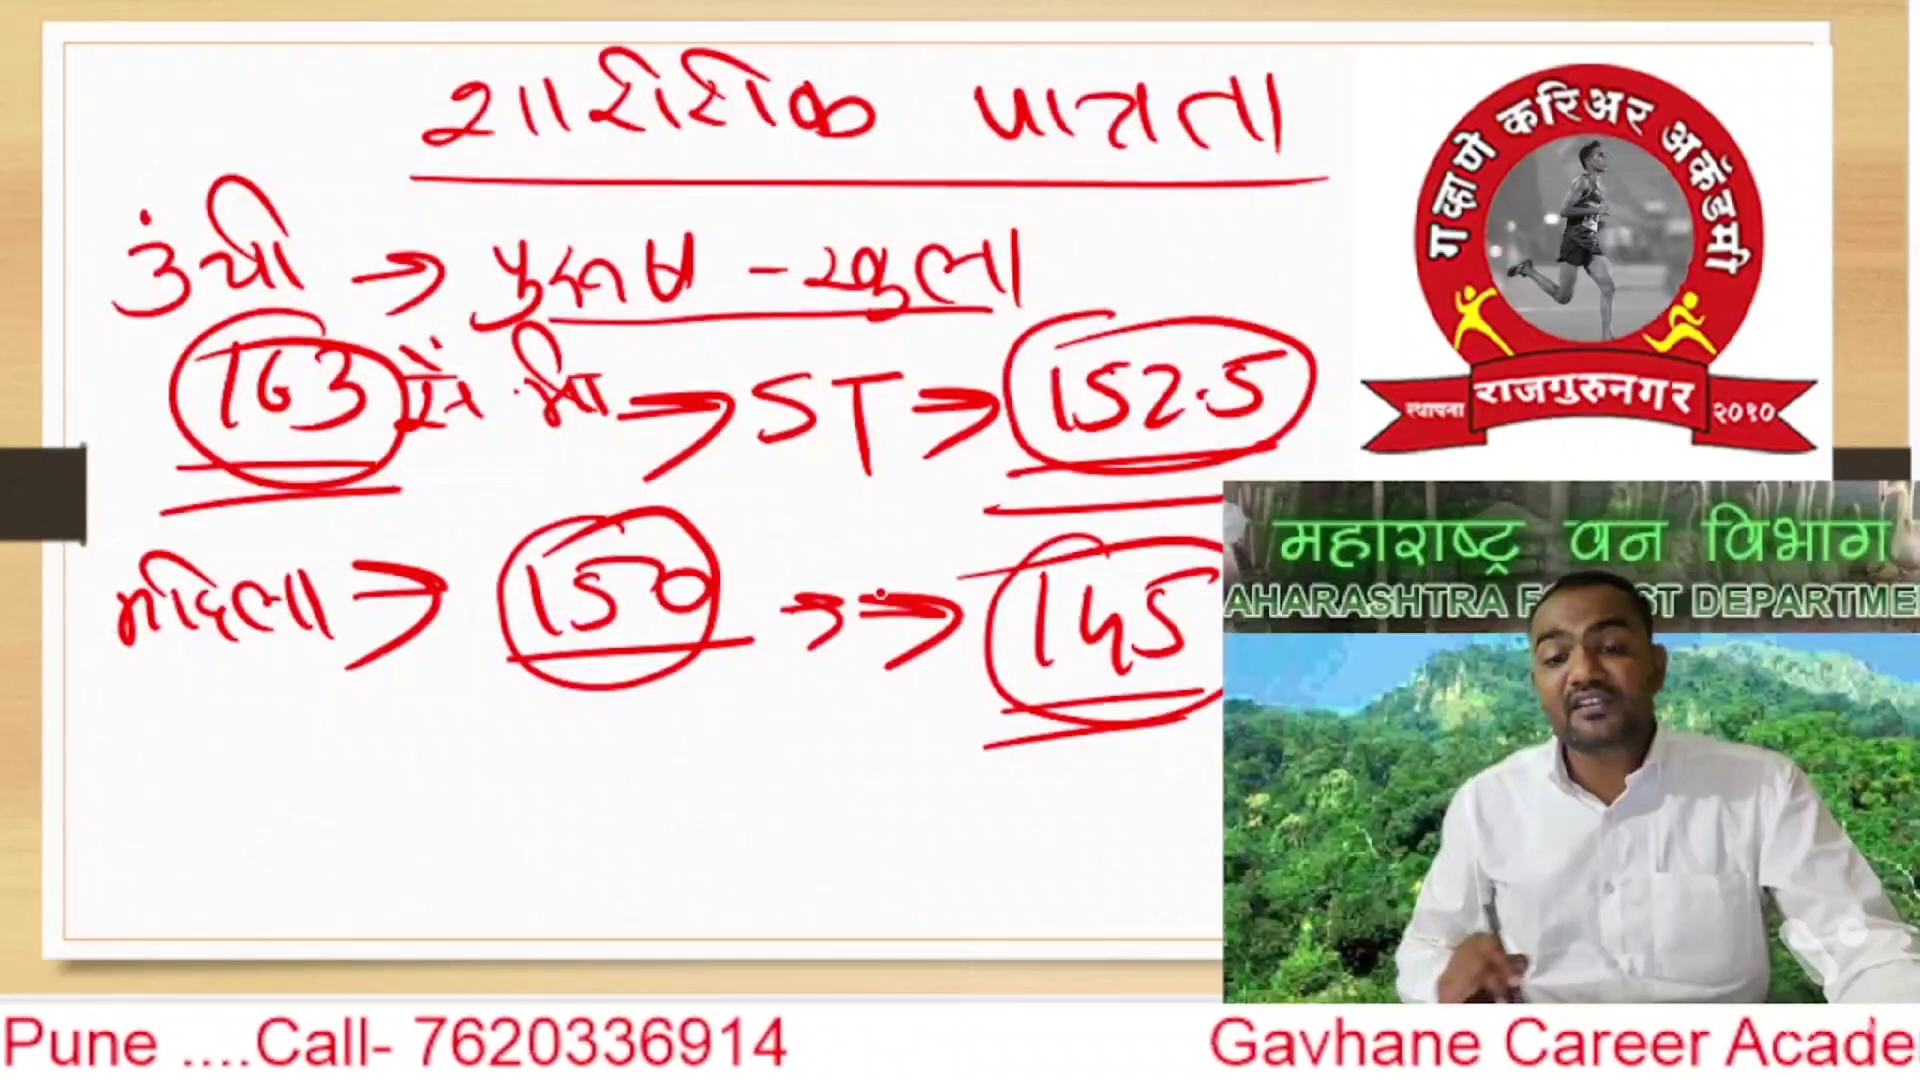 शारीरिक पात्रता
उंची → पुरूष - खुला
163 से. मी → ST → 152.5
महिला → 150 →→ 145
गव्हाणे करिअर अकॅडमी
स्थापना राजगुरुनगर २०१०
महाराष्ट्र वन विभाग
AHARASHTRA F ST DEPARTME
Pune ....Call- 7620336914 Gavhane Career Acade